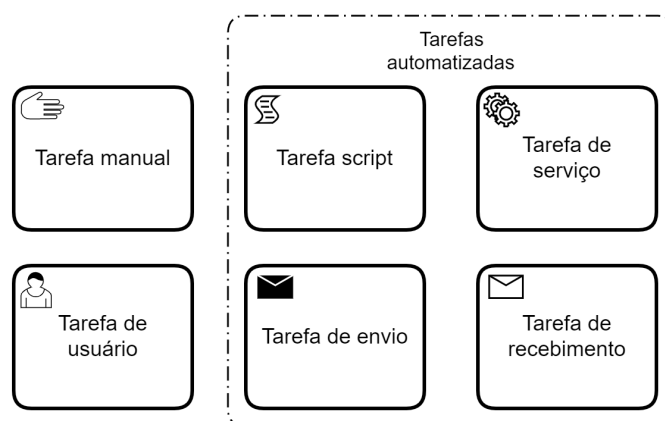 Tarefas
automatizadas
Tarefa manual
Tarefa script
Tarefa de
serviço
Tarefa de
usuário
Tarefa de envio
Tarefa de
recebimento